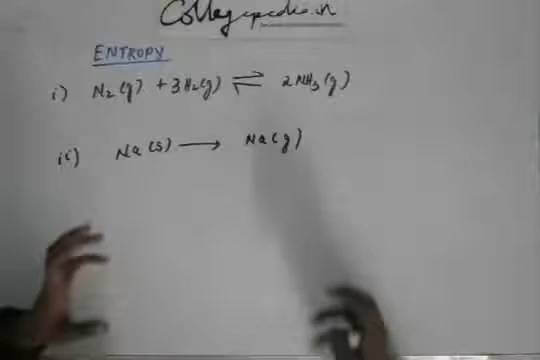 Collegepedia.in
ENTROPY
i) N₂(g) + 3H₂(g) ⇌ 2NH₃(g)
ii) Na(s) ⟶ Na(g)